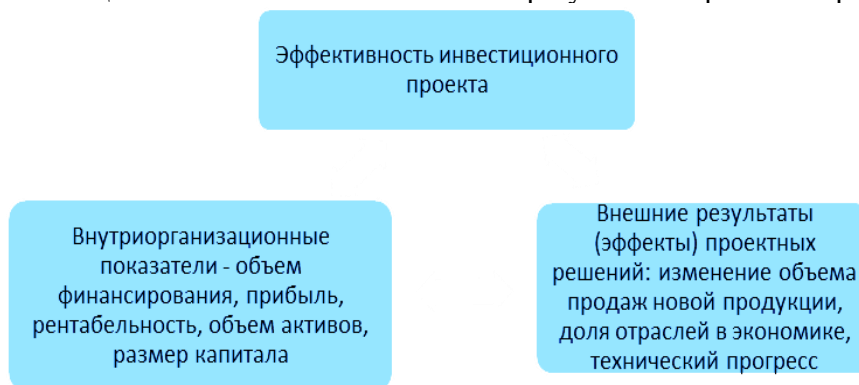 Эффективность инвестиционного
проекта
Внутриорганизационные
показатели - объем
финансирования, прибыль,
рентабельность, объем активов,
размер капитала
Внешние результаты
(эффекты) проектных
решений: изменение объема
продаж новой продукции,
доля отраслей в экономике,
технический прогресс